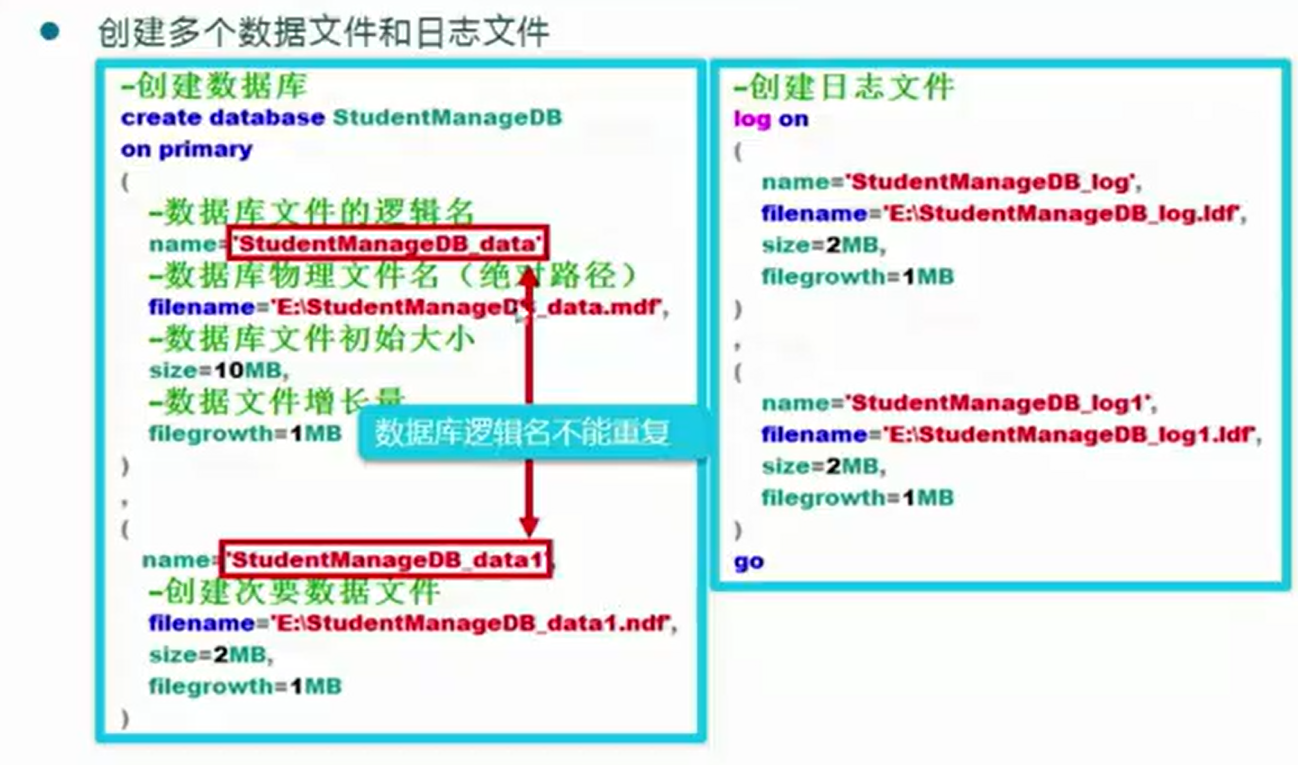 创建多个数据文件和日志文件
-创建数据库
create database StudentManageDB
on primary
(
-数据库文件的逻辑名
name='StudentManageDB_data'
-数据库物理文件名（绝对路径）
filename='E:\StudentManageDB_data.mdf',
-数据库文件初始大小
size=10MB,
-数据文件增长量
filegrowth=1MB
数据库逻辑名不能重复
)
,
(
name='StudentManageDB_data1',
-创建次要数据文件
filename='E:\StudentManageDB_data1.ndf',
size=2MB,
filegrowth=1MB
)
-创建日志文件
log on
(
name='StudentManageDB_log',
filename='E:\StudentManageDB_log.ldf',
size=2MB,
filegrowth=1MB
)
,
(
name='StudentManageDB_log1',
filename='E:\StudentManageDB_log1.ldf',
size=2MB,
filegrowth=1MB
)
go